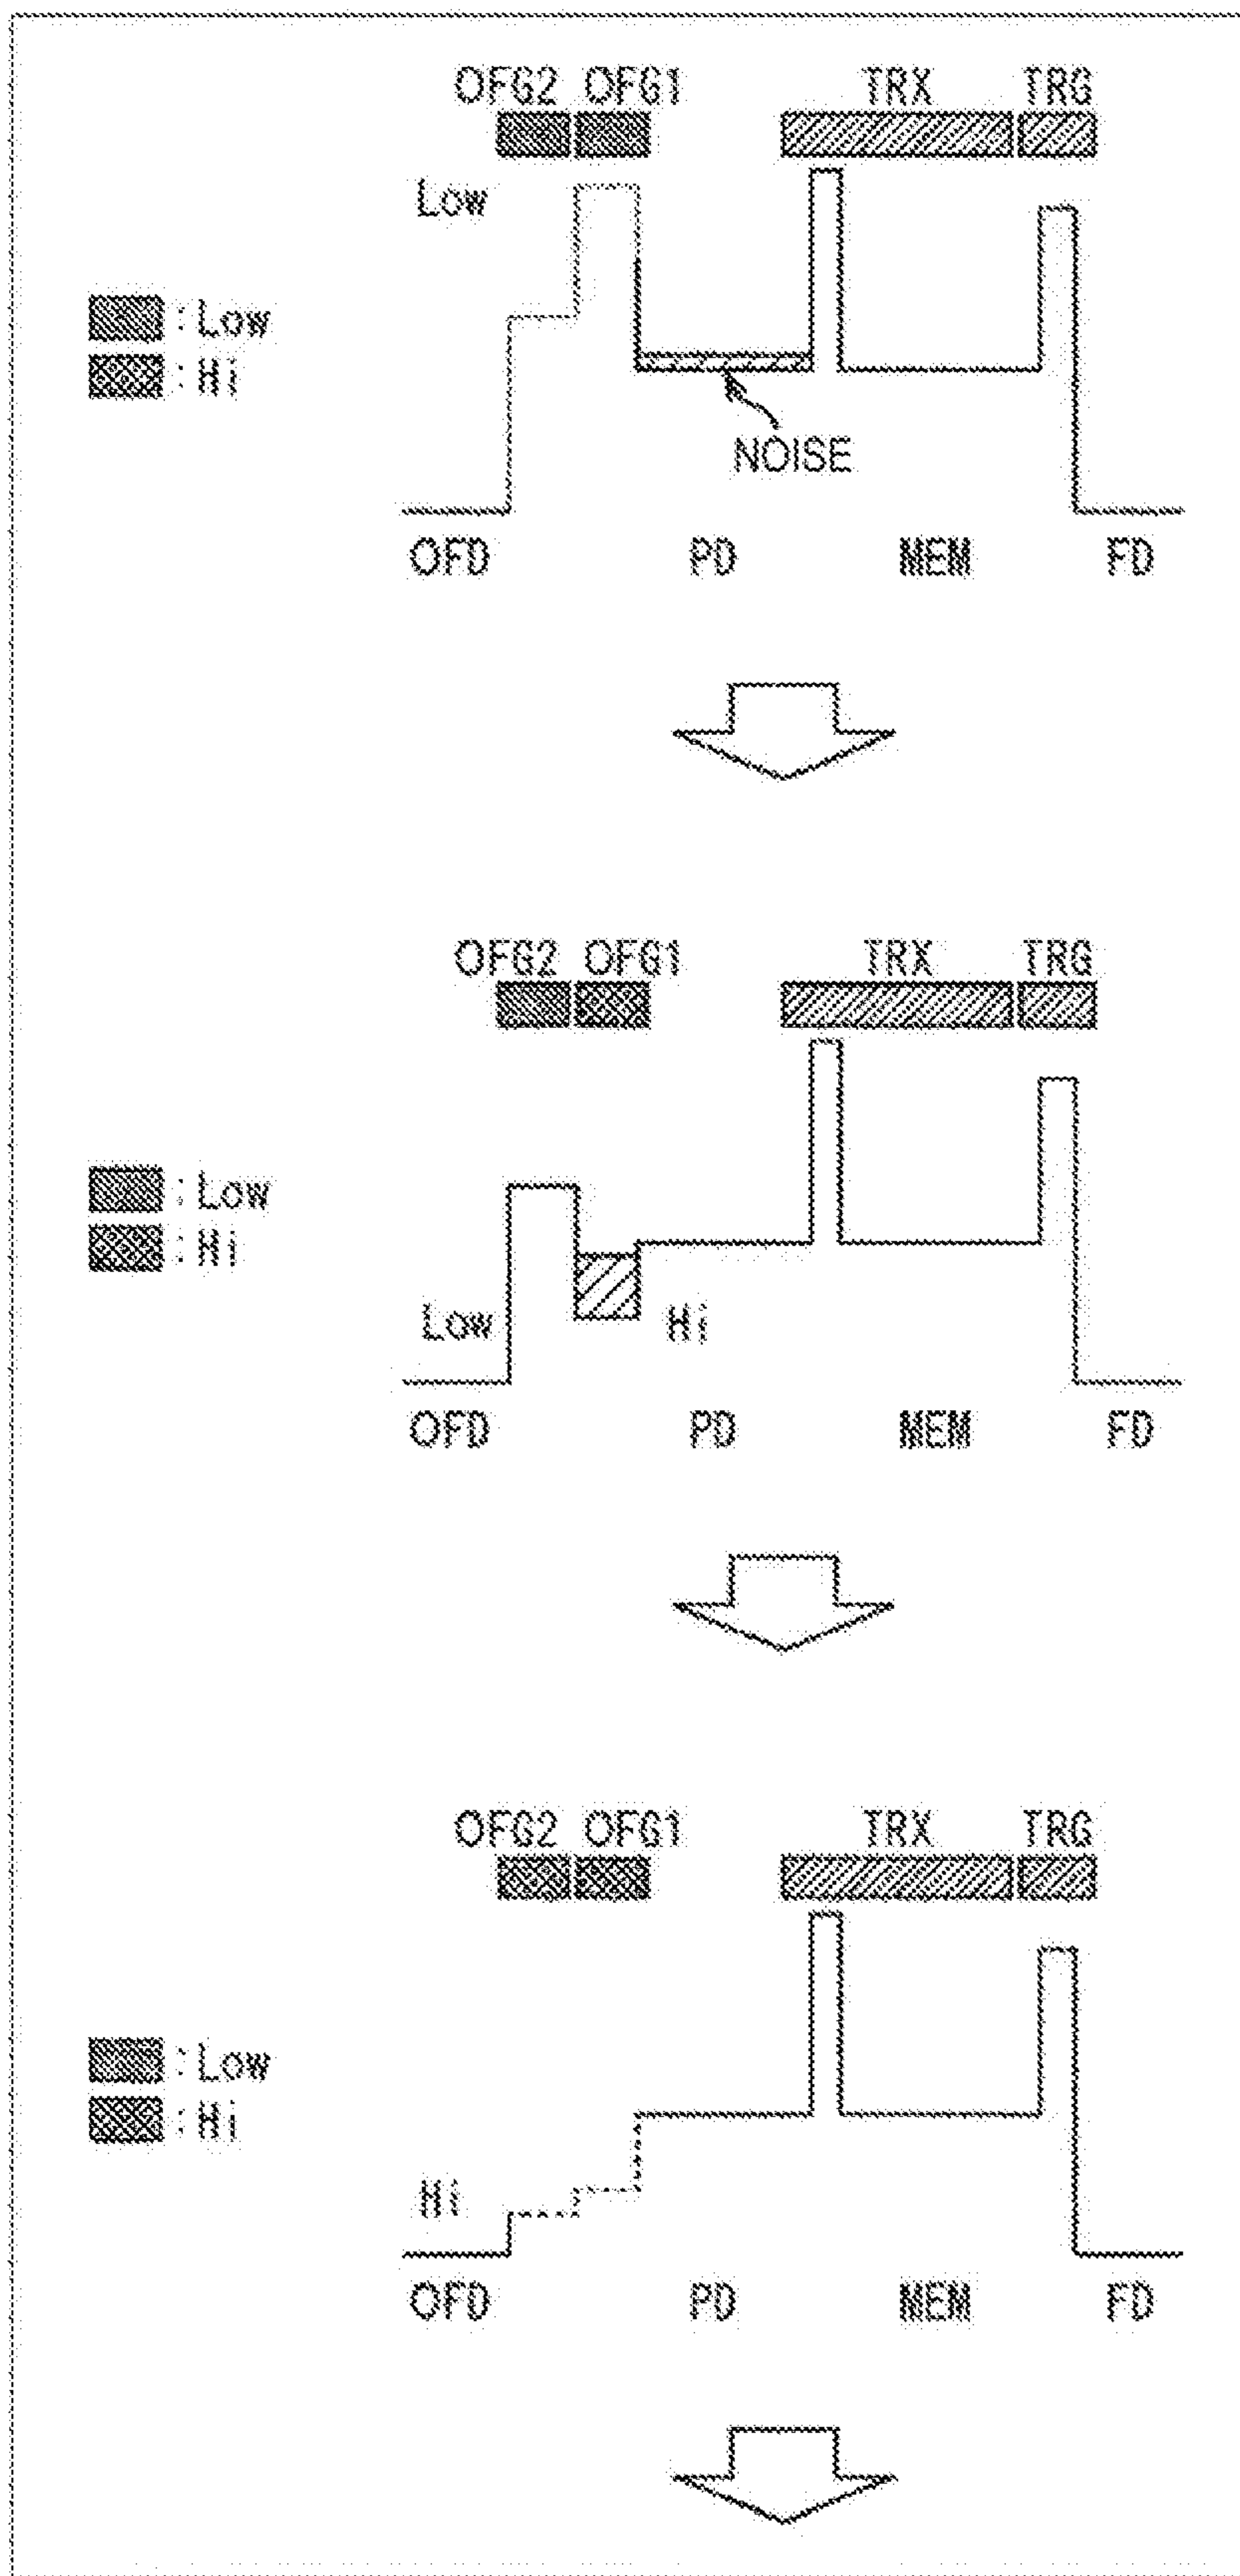 OFG2 OFG1 TRX TRG
Low
: Low
: Hi
NOISE
OFD PD MEM FD
OFG2 OFG1 TRX TRG
: Low
: Hi
Low Hi
OFD PD MEM FD
OFG2 OFG1 TRX TRG
: Low
: Hi
Hi
OFD PD MEM FD